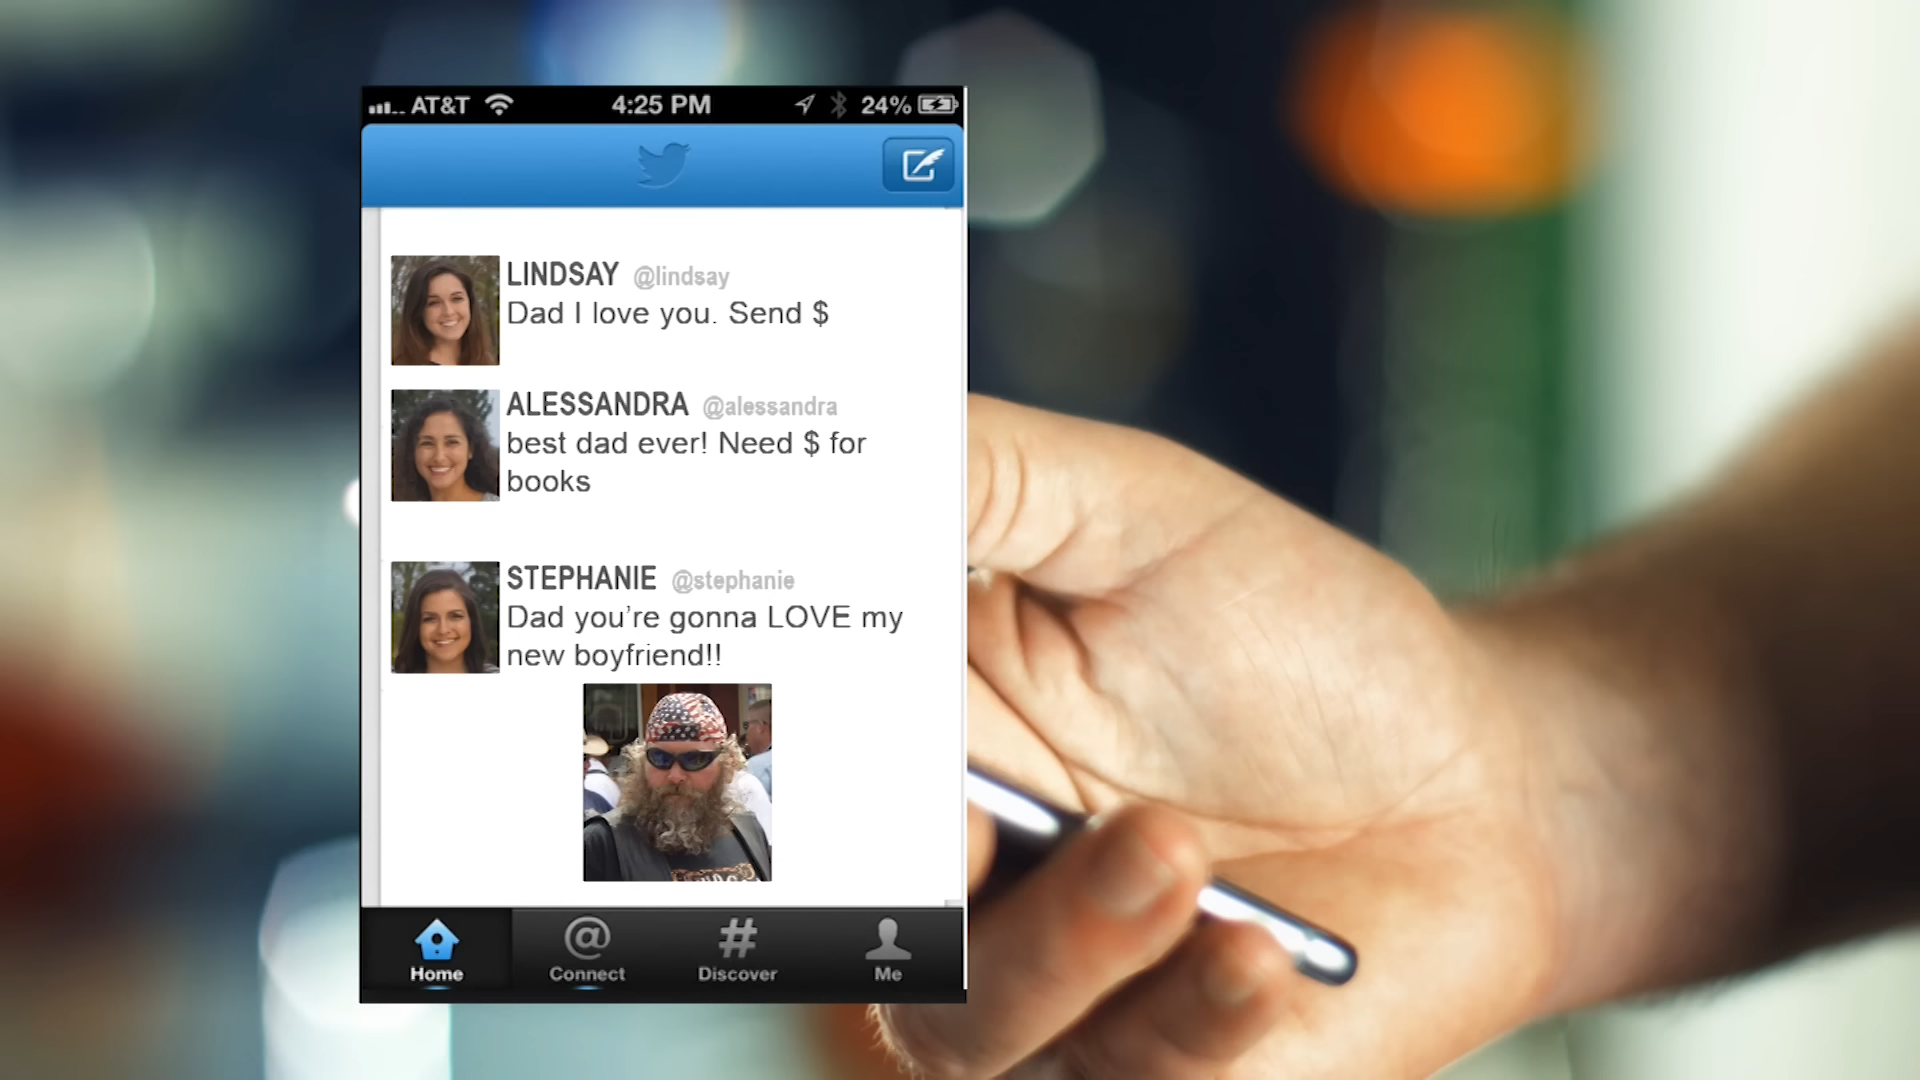 AT&T 4:25 PM 24%
LINDSAY @lindsay
Dad I love you. Send $
ALESSANDRA @alessandra
best dad ever! Need $ for
books
STEPHANIE @stephanie
Dad you’re gonna LOVE my
new boyfriend!!
Home Connect Discover Me